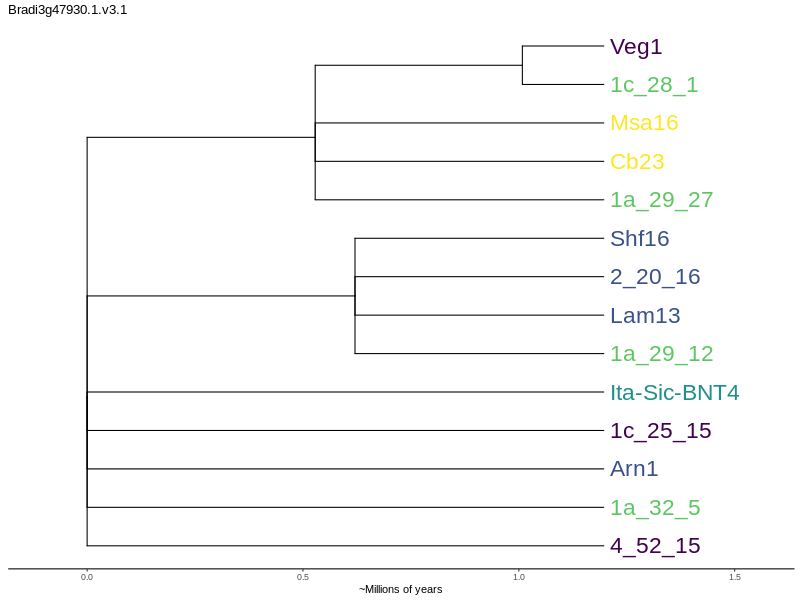 Bradi3g47930.1.v3.1
Veg1
1c_28_1
Msa16
Cb23
1a_29_27
Shf16
2_20_16
Lam13
1a_29_12
Ita-Sic-BNT4
1c_25_15
Arn1
1a_32_5
4_52_15
0.0 0.5 1.0 1.5
~Millions of years